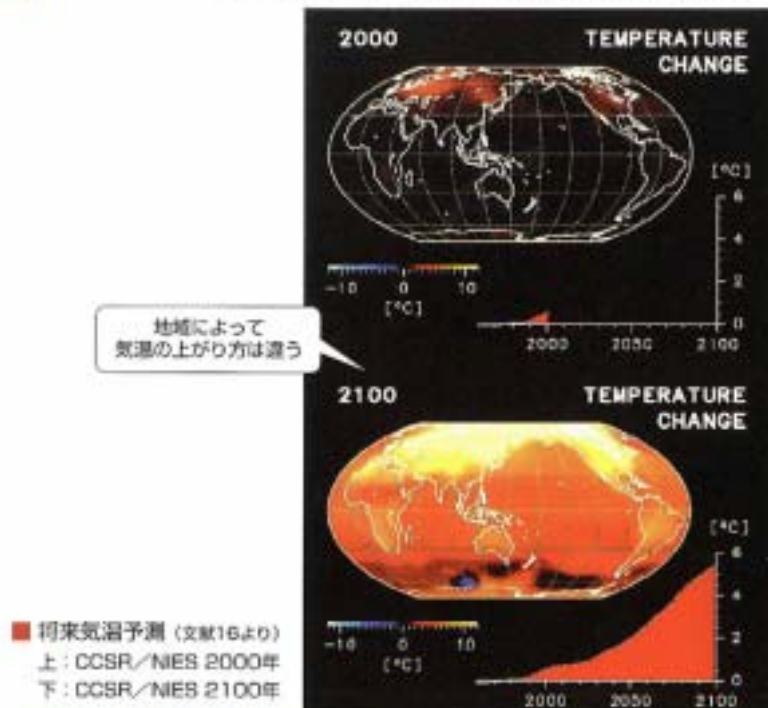 2000
TEMPERATURE
CHANGE
[°C]
6
4
2
0
-10 0 10
[°C]
2000 2050 2100
地域によって
気温の上がり方は違う
2100
TEMPERATURE
CHANGE
[°C]
6
4
2
0
-10 0 10
[°C]
2000 2050 2100
■ 将来気温予測（文献16より）
上：CCSR／NIES 2000年
下：CCSR／NIES 2100年